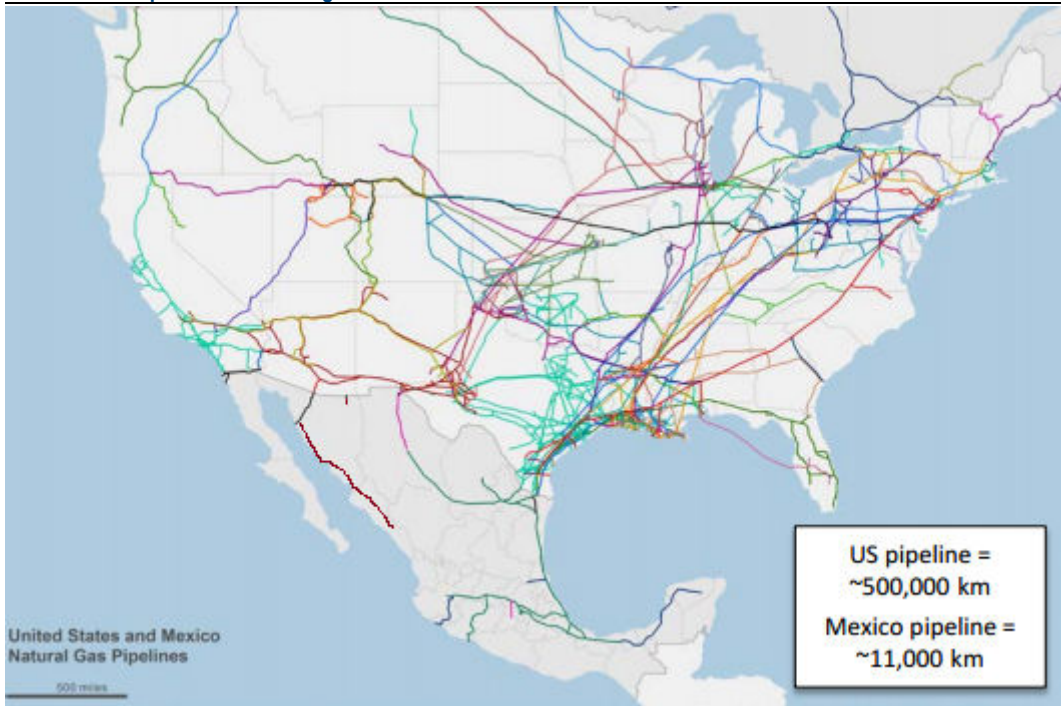 US pipeline =
~500,000 km
Mexico pipeline =
~11,000 km
United States and Mexico
Natural Gas Pipelines
500 miles